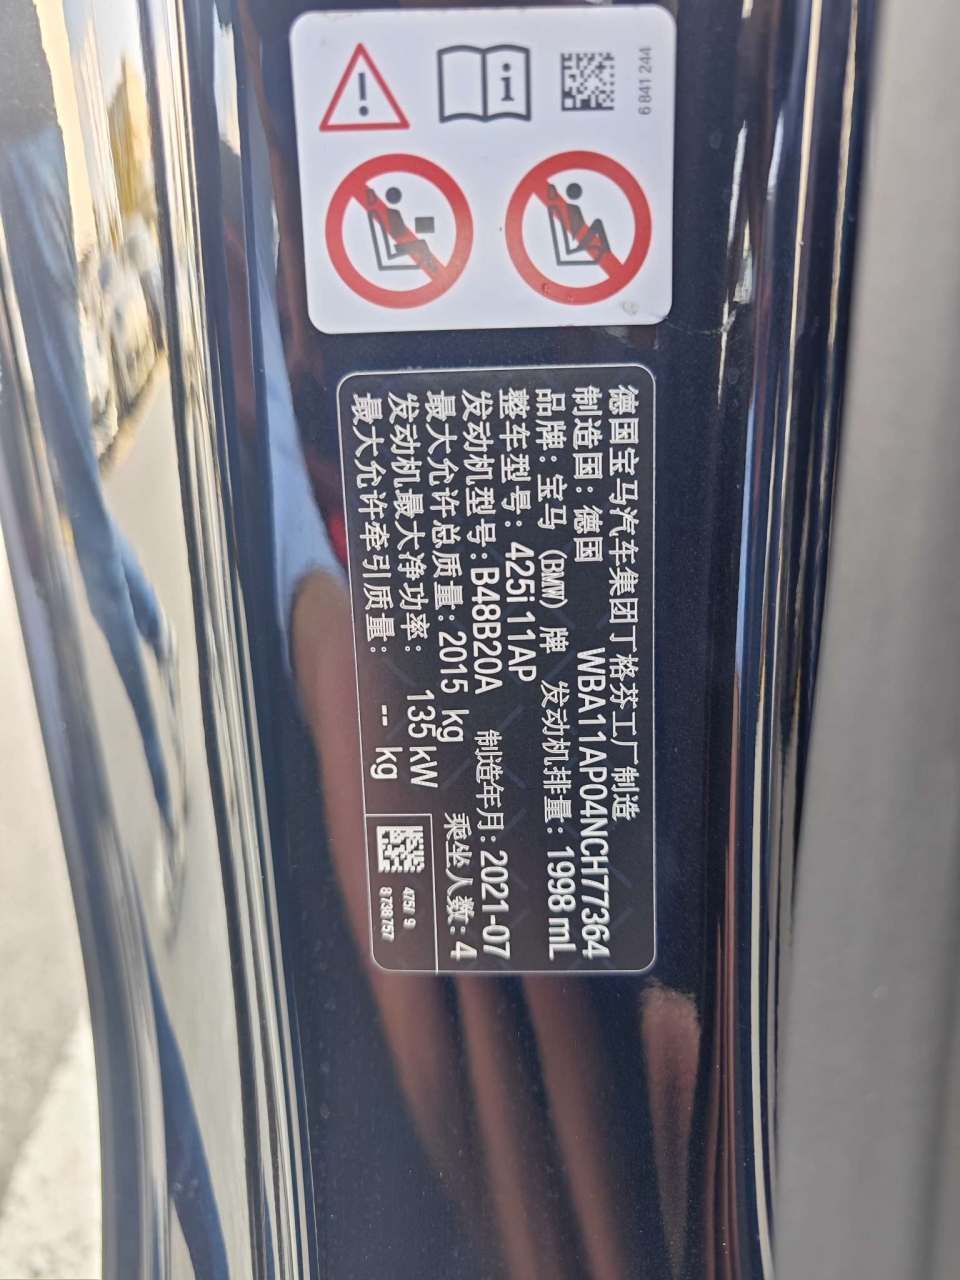 6 841 244
德国宝马汽车集团丁格芬工厂制造
制造国：德国 WBA11AP04NCH77364
品牌：宝马（BMW）牌 发动机排量：1998 mL
整车型号：425i 11AP
发动机型号：B48B20A 制造年月：2021-07
最大允许总质量：2015 kg 乘坐人数：4
发动机最大净功率： 135 kW
最大允许牵引质量： -- kg
8 738 757